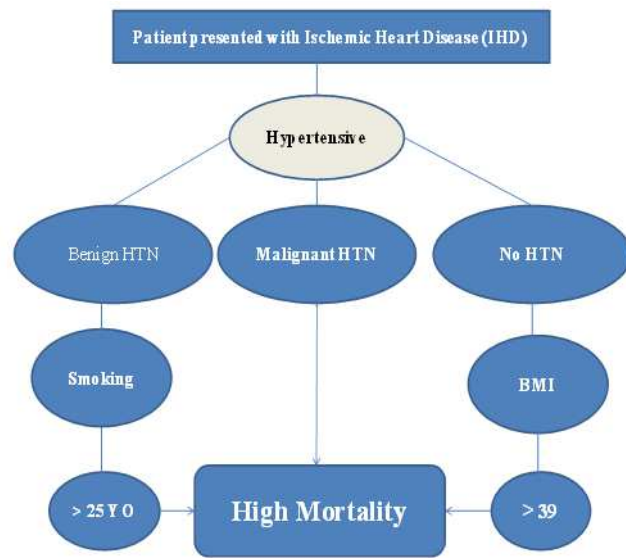 Patient presented with Ischemic Heart Disease (IHD)
Hypertensive
Benign HTN
Malignant HTN
No HTN
Smoking
BMI
> 25 Y O
High Mortality
> 39